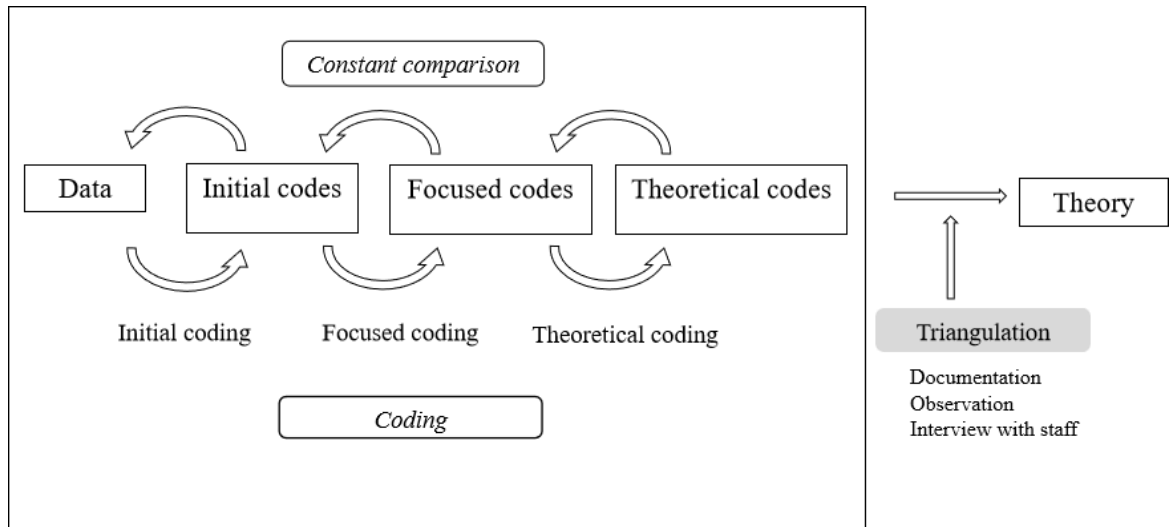 Constant comparison
Data
Initial codes
Focused codes
Theoretical codes
Theory
Initial coding
Focused coding
Theoretical coding
Triangulation
Documentation
Observation
Interview with staff
Coding